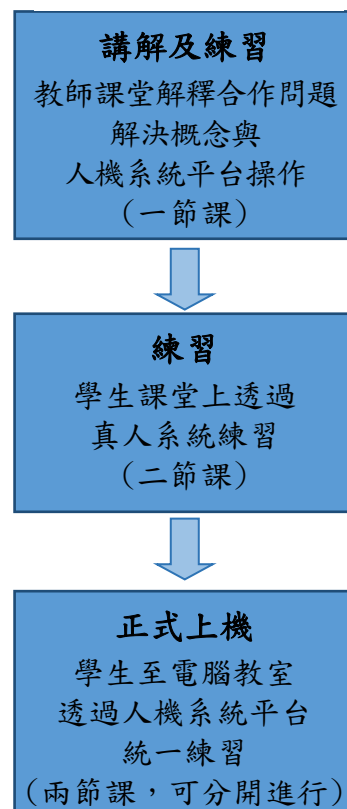 講解及練習
教師課堂解釋合作問題
解決概念與
人機系統平台操作
（一節課）
練習
學生課堂上透過
真人系統練習
（二節課）
正式上機
學生至電腦教室
透過人機系統平台
統一練習
（兩節課，可分開進行）